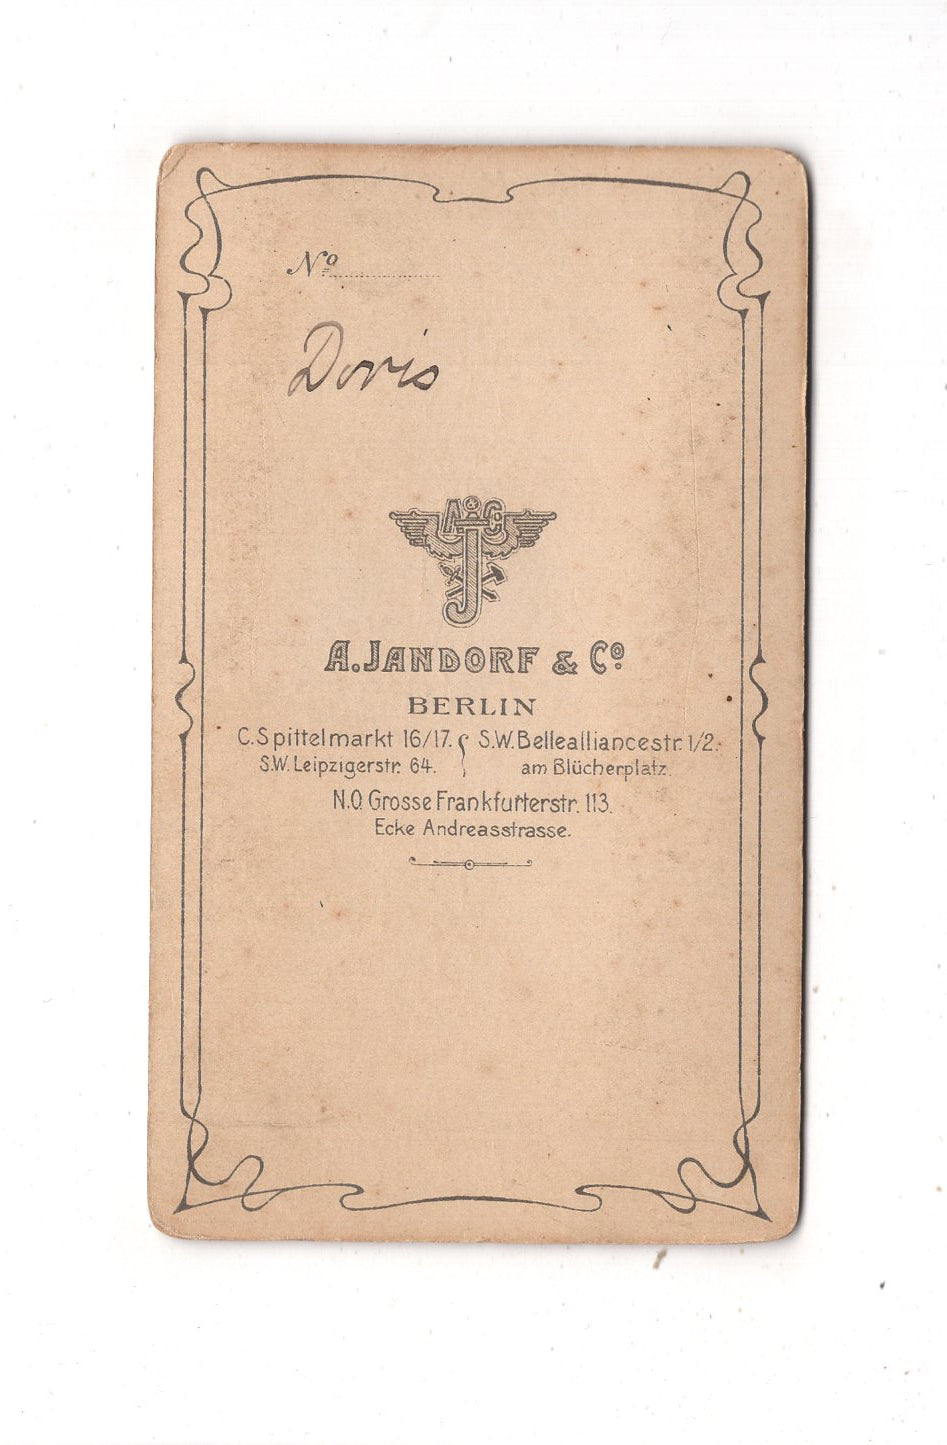 Nº
Doris
A & Co
J
A. JANDORF & Cº
BERLIN
C. Spittelmarkt 16/17. S.W. Bellealliancestr. 1/2.
S.W. Leipzigerstr. 64. am Blücherplatz.
N.O. Grosse Frankfurterstr. 113.
Ecke Andreasstrasse.